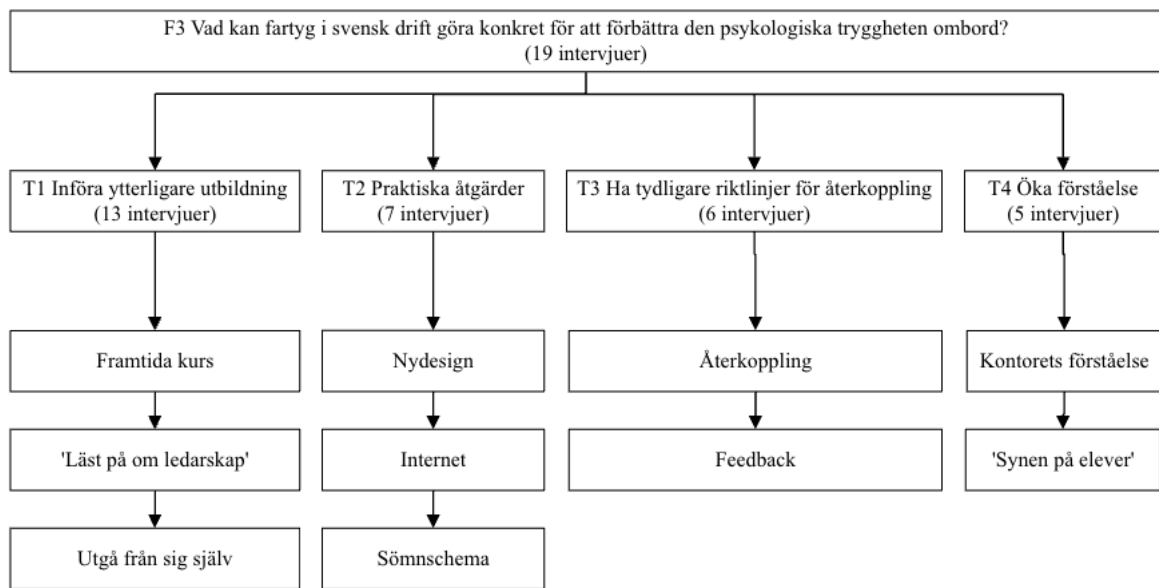 F3 Vad kan fartyg i svensk drift göra konkret för att förbättra den psykologiska tryggheten ombord?
(19 intervjuer)
T1 Införa ytterligare utbildning
(13 intervjuer)
T2 Praktiska åtgärder
(7 intervjuer)
T3 Ha tydligare riktlinjer för återkoppling
(6 intervjuer)
T4 Öka förståelse
(5 intervjuer)
Framtida kurs
Nydesign
Återkoppling
Kontorets förståelse
'Läst på om ledarskap'
Internet
Feedback
'Synen på elever'
Utgå från sig själv
Sömnschema